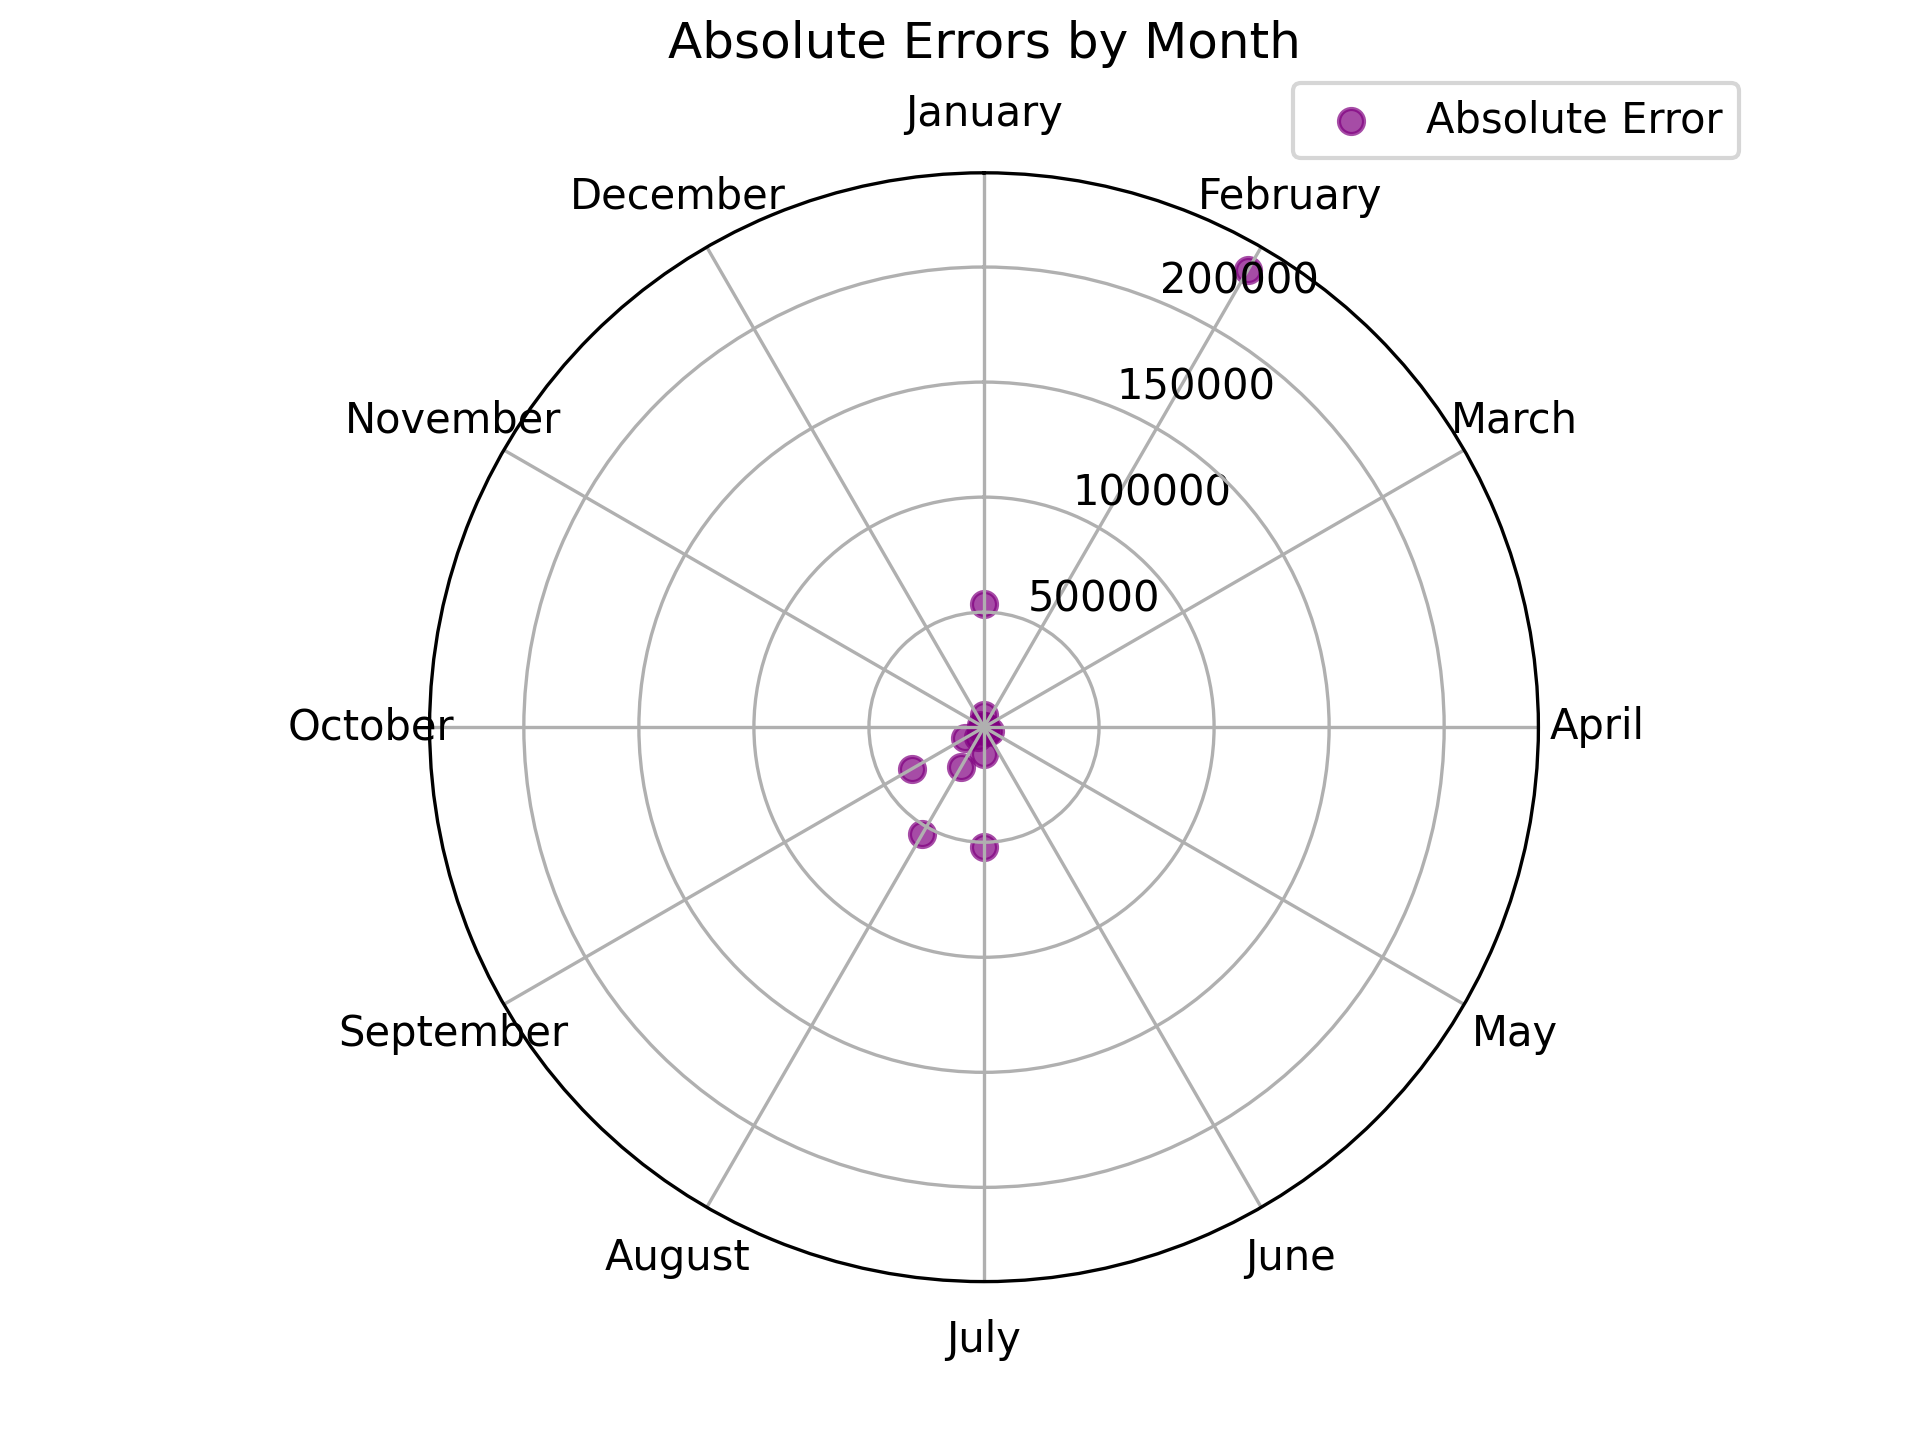 Absolute Errors by Month
Absolute Error
January
December
February
200000
150000
November
March
100000
50000
October
April
September
May
August
June
July